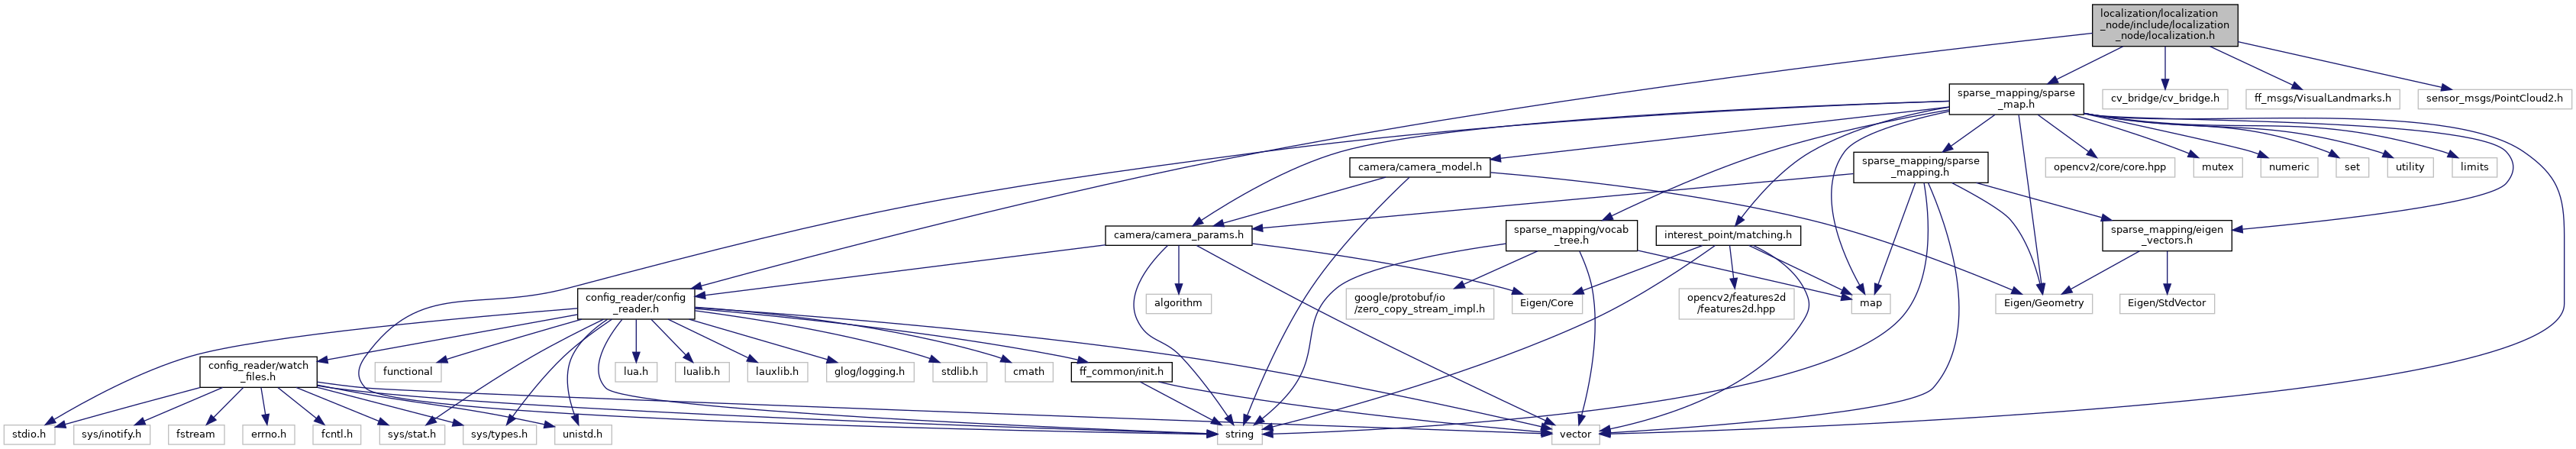 localization/localization
_node/include/localization
_node/localization.h
sparse_mapping/sparse
_map.h
cv_bridge/cv_bridge.h
ff_msgs/VisualLandmarks.h
sensor_msgs/PointCloud2.h
camera/camera_model.h
sparse_mapping/sparse
_mapping.h
opencv2/core/core.hpp
mutex
numeric
set
utility
limits
camera/camera_params.h
sparse_mapping/vocab
_tree.h
interest_point/matching.h
sparse_mapping/eigen
_vectors.h
config_reader/config
_reader.h
algorithm
google/protobuf/io
/zero_copy_stream_impl.h
Eigen/Core
opencv2/features2d
/features2d.hpp
map
Eigen/Geometry
Eigen/StdVector
config_reader/watch
_files.h
functional
lua.h
lualib.h
lauxlib.h
glog/logging.h
stdlib.h
cmath
ff_common/init.h
stdio.h
sys/inotify.h
fstream
errno.h
fcntl.h
sys/stat.h
sys/types.h
unistd.h
string
vector